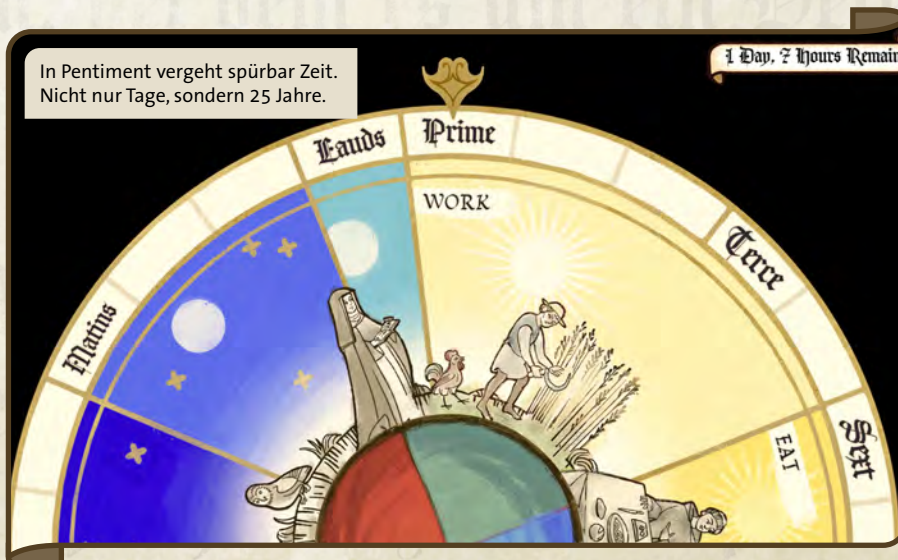 In Pentiment vergeht spürbar Zeit.
Nicht nur Tage, sondern 25 Jahre.
1 Day, 7 Hours Remain
Matins
Lauds
Prime
Terce
Sext
WORK
EAT